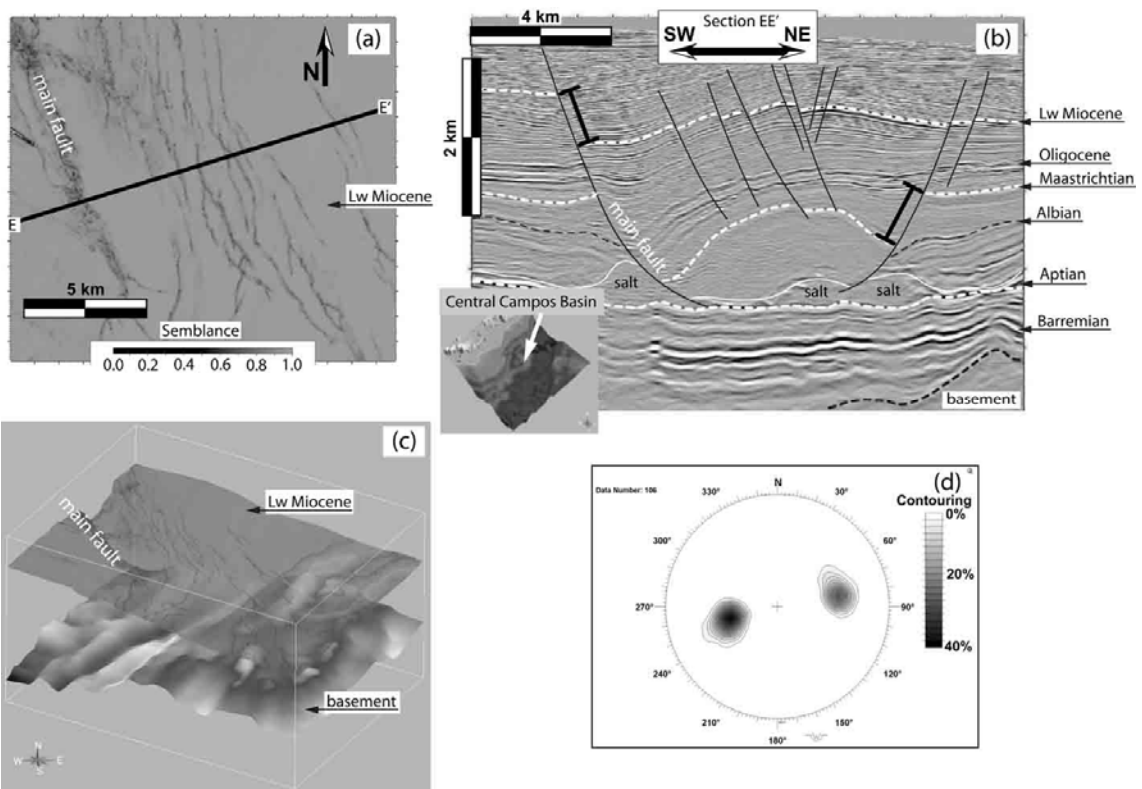 (a)
N
main fault
E'
Lw Miocene
E
5 km
Semblance
0.0 0.2 0.4 0.6 0.8 1.0
4 km
Section EE'
SW NE
(b)
2 km
Lw Miocene
Oligocene
Maastrichtian
main fault
Albian
salt
salt
salt
Aptian
Central Campos Basin
Barremian
basement
(c)
Lw Miocene
main fault
basement
N
W E
S
(d)
Data Number: 106
N
330°
30°
Contouring
0%
300°
60°
20%
270°
90°
40%
240°
120°
210°
150°
180°